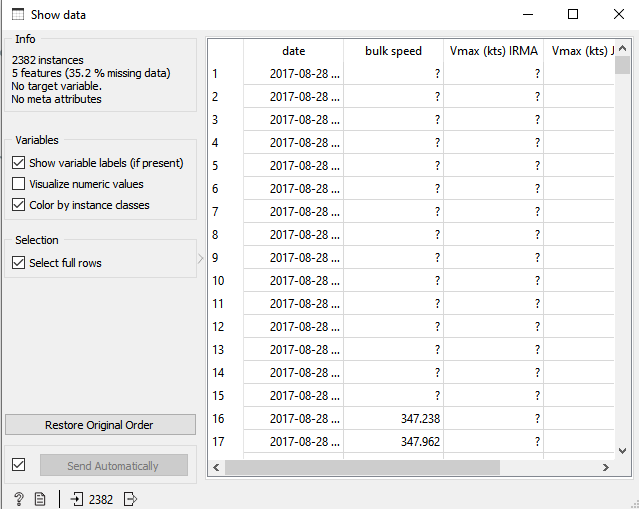 Show data
Info
2382 instances
5 features (35.2 % missing data)
No target variable.
No meta attributes
Variables
Show variable labels (if present)
Visualize numeric values
Color by instance classes
Selection
Select full rows
Restore Original Order
Send Automatically
? 2382
date bulk speed Vmax (kts) IRMA Vmax (kts) J
1 2017-08-28 ... ? ?
2 2017-08-28 ... ? ?
3 2017-08-28 ... ? ?
4 2017-08-28 ... ? ?
5 2017-08-28 ... ? ?
6 2017-08-28 ... ? ?
7 2017-08-28 ... ? ?
8 2017-08-28 ... ? ?
9 2017-08-28 ... ? ?
10 2017-08-28 ... ? ?
11 2017-08-28 ... ? ?
12 2017-08-28 ... ? ?
13 2017-08-28 ... ? ?
14 2017-08-28 ... ? ?
15 2017-08-28 ... ? ?
16 2017-08-28 ... 347.238 ?
17 2017-08-28 ... 347.962 ?